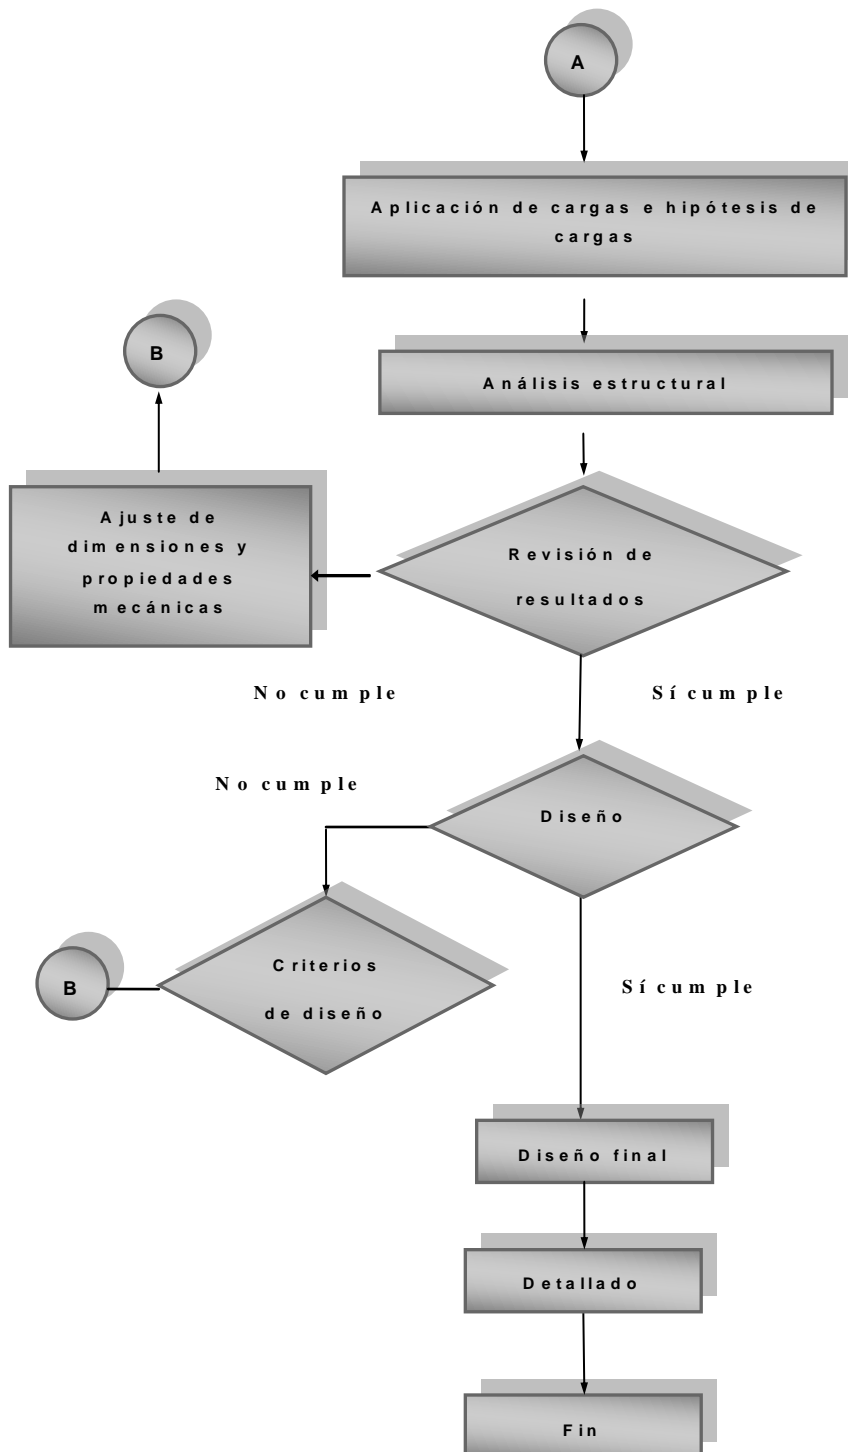 A
Aplicación de cargas e hipótesis de
cargas
B
Análisis estructural
Ajuste de
dimensiones y
propiedades
mecánicas
Revisión de
resultados
No cumple
Sí cumple
No cumple
Diseño
Criterios
de diseño
B
Sí cumple
Diseño final
Detallado
Fin